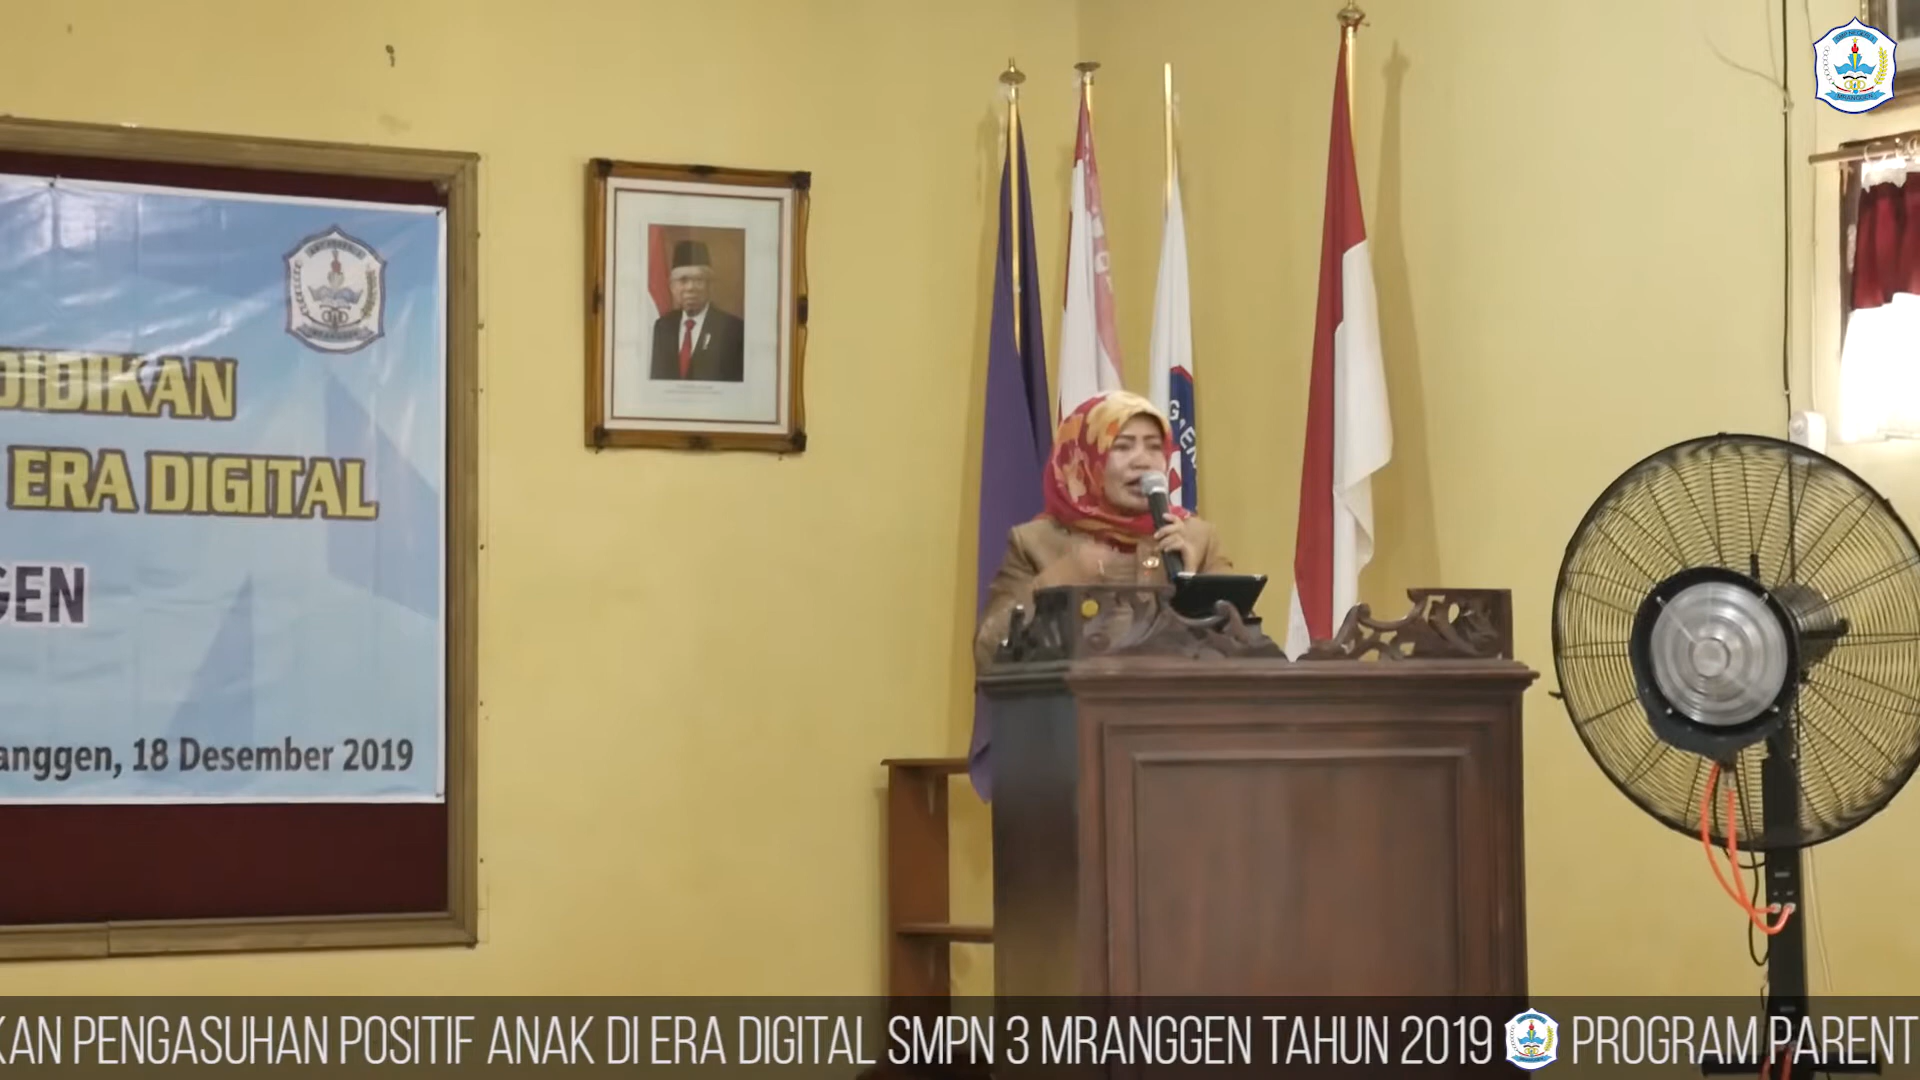 DIDIKAN
ERA DIGITAL
GEN
anggen, 18 Desember 2019
KAN PENGASUHAN POSITIF ANAK DI ERA DIGITAL SMPN 3 MRANGGEN TAHUN 2019 PROGRAM PARENT
MRANGGEN